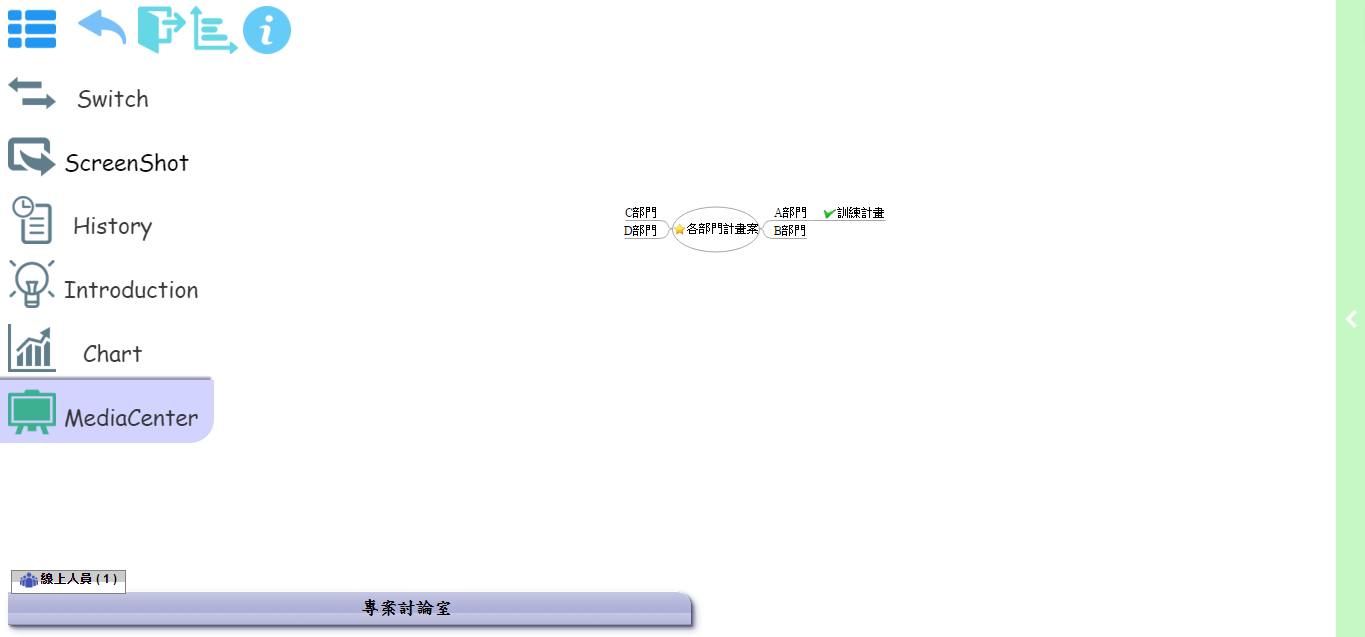 Switch
ScreenShot
History
Introduction
Chart
MediaCenter
C部門
D部門
各部門計畫案
A部門
訓練計畫
B部門
線上人員 ( 1 )
專案討論室